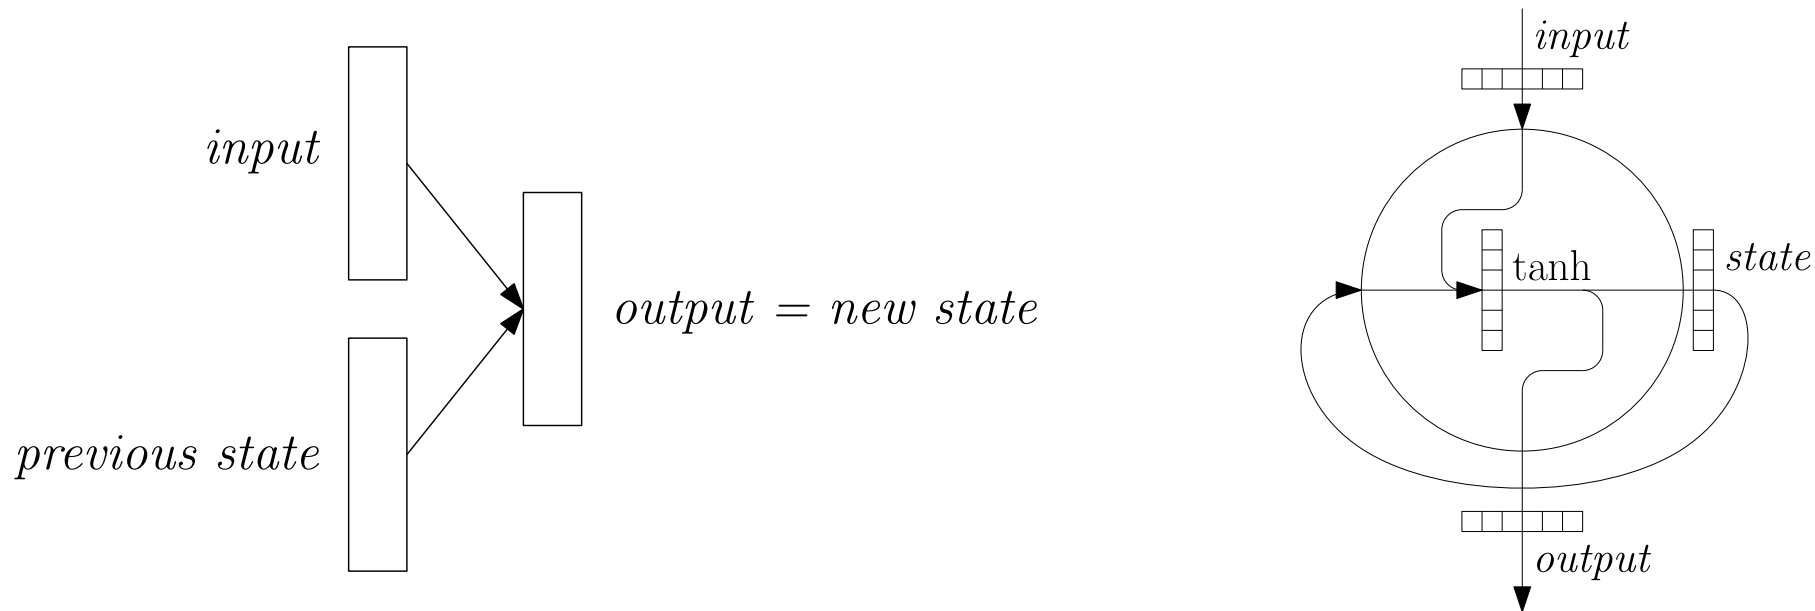 input
previous state
output = new state
input
tanh
state
output